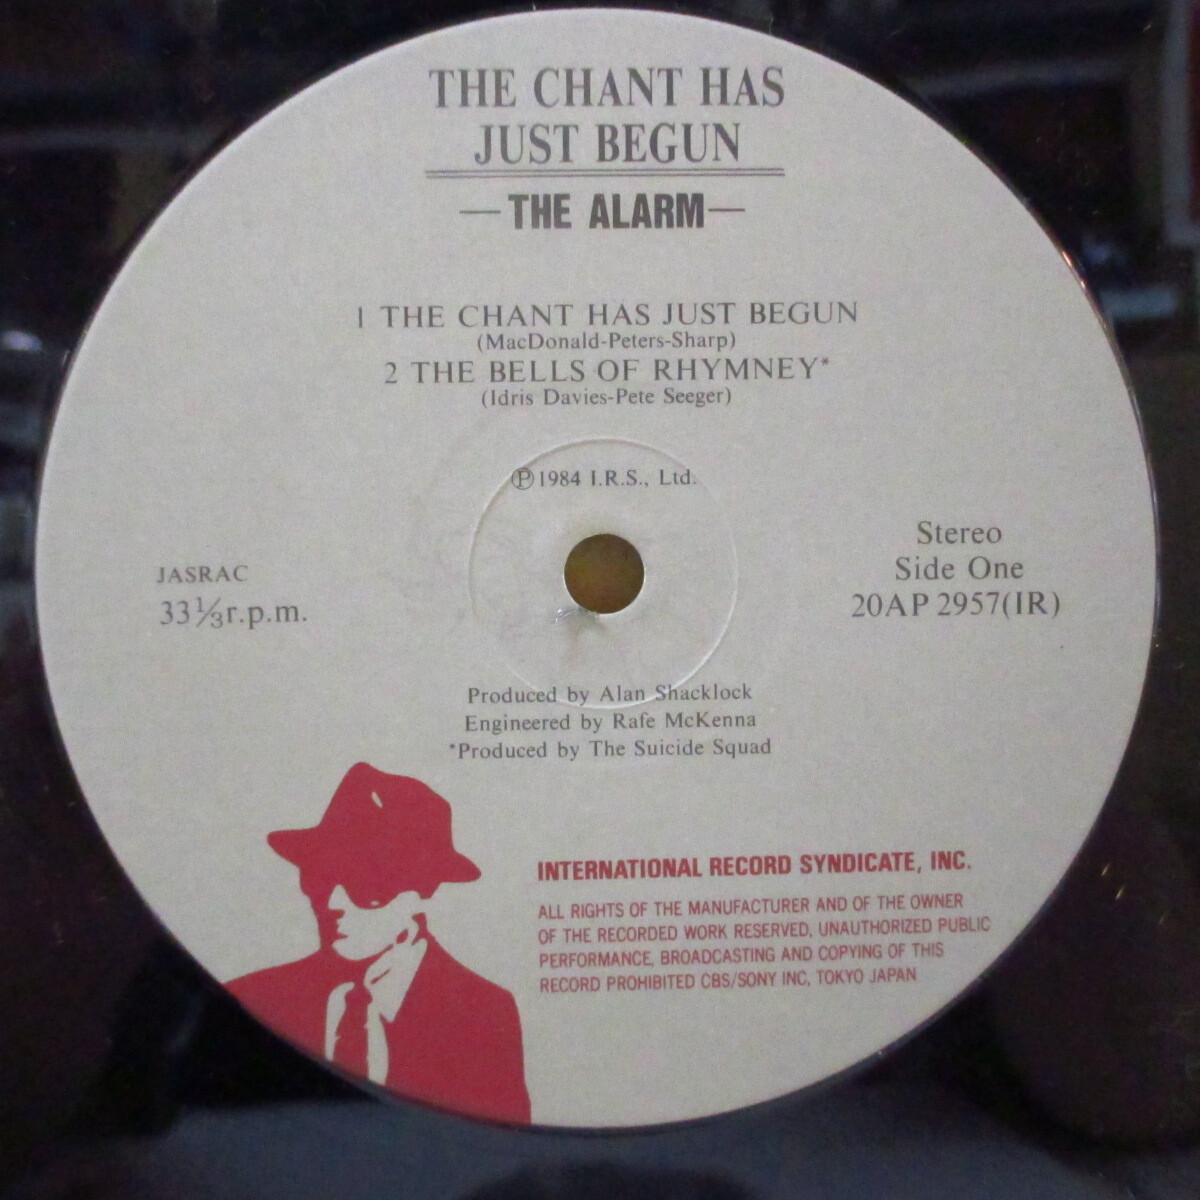 THE CHANT HAS
JUST BEGUN
—THE ALARM—
1 THE CHANT HAS JUST BEGUN
(MacDonald-Peters-Sharp)
2 THE BELLS OF RHYMNEY*
(Idris Davies-Pete Seeger)
Ⓟ1984 I.R.S., Ltd.
JASRAC
33⅓r.p.m.
Stereo
Side One
20AP 2957(IR)
Produced by Alan Shacklock
Engineered by Rafe McKenna
*Produced by The Suicide Squad
INTERNATIONAL RECORD SYNDICATE, INC.
ALL RIGHTS OF THE MANUFACTURER AND OF THE OWNER
OF THE RECORDED WORK RESERVED, UNAUTHORIZED PUBLIC
PERFORMANCE, BROADCASTING AND COPYING OF THIS
RECORD PROHIBITED CBS/SONY INC, TOKYO JAPAN